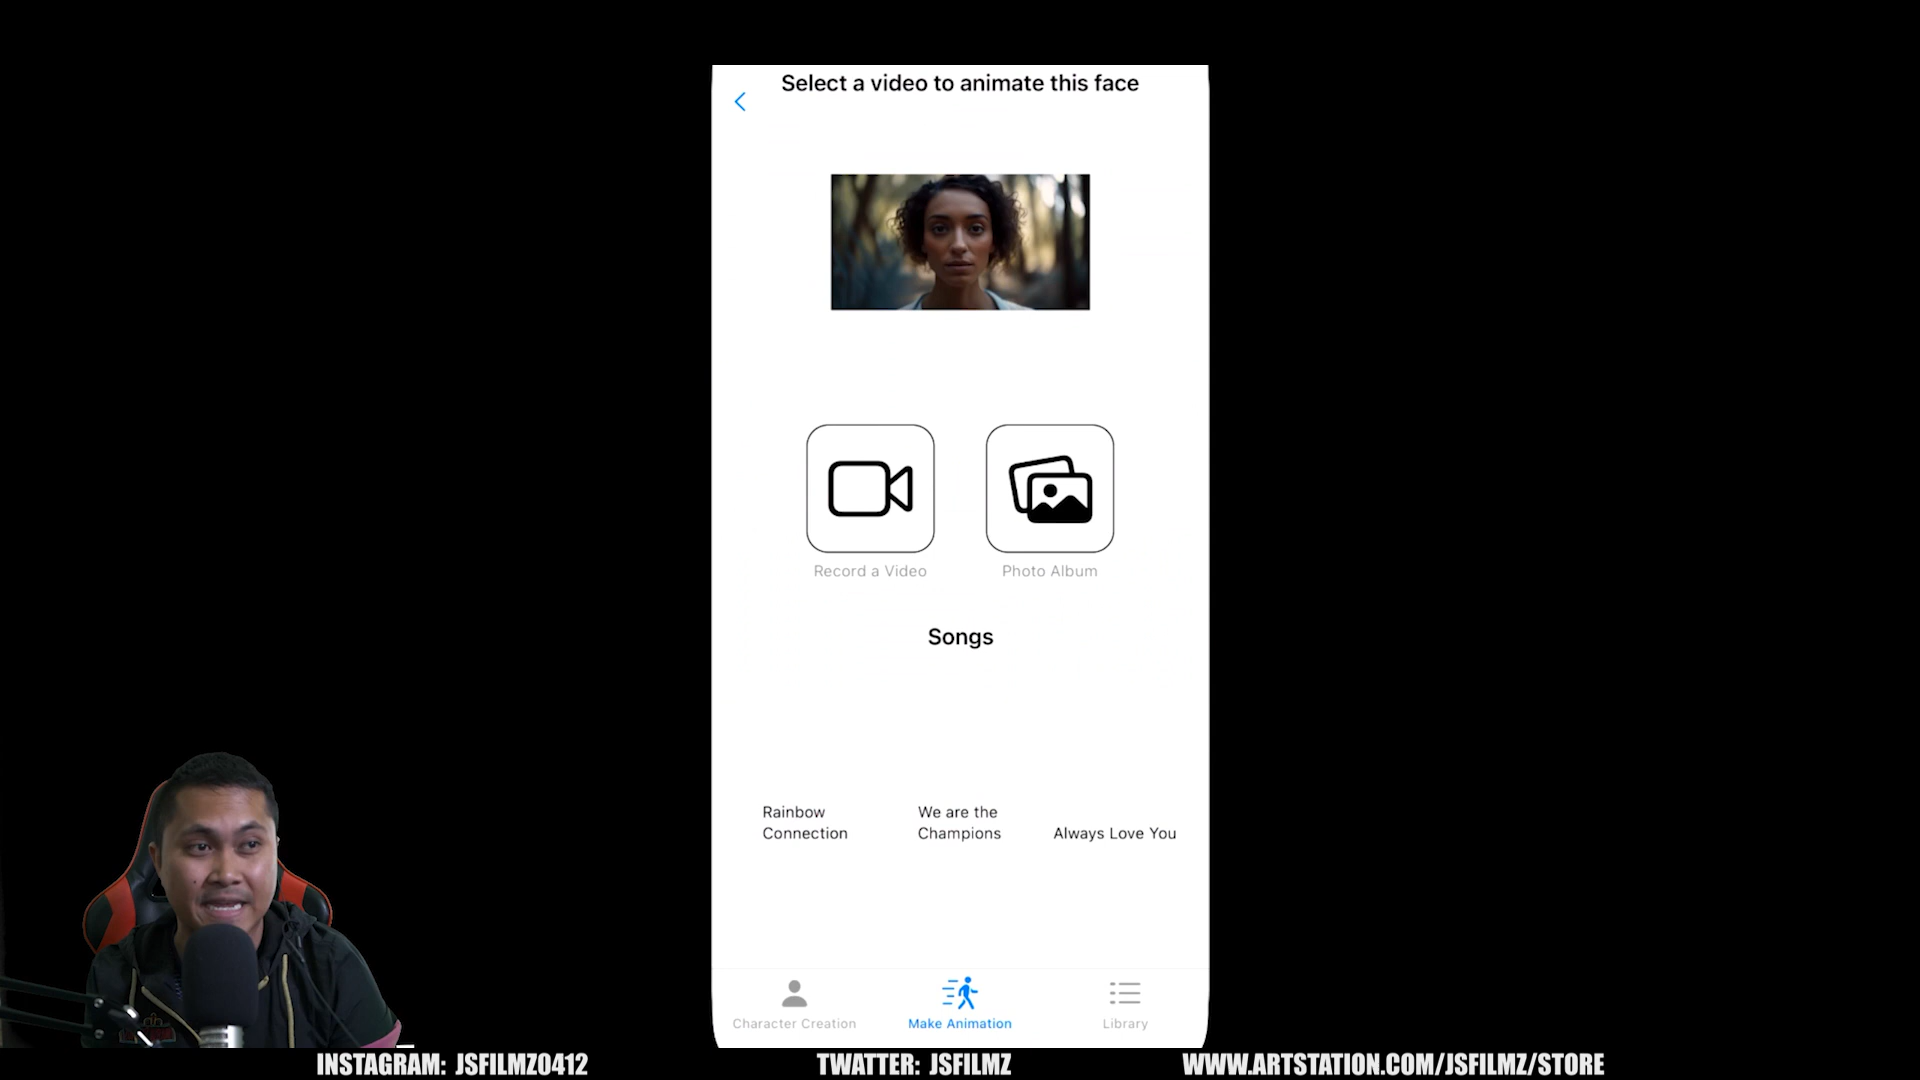 Select a video to animate this face
Record a Video
Photo Album
Songs
Rainbow
Connection
We are the
Champions
Always Love You
Character Creation
Make Animation
Library
INSTAGRAM: JSFILMZ0412
TWATTER: JSFILMZ
WWW.ARTSTATION.COM/JSFILMZ/STORE